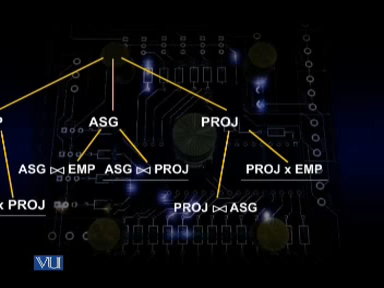 P ASG PROJ
ASG ⋈ EMP ASG ⋈ PROJ PROJ x EMP
x PROJ PROJ ⋈ ASG
VU